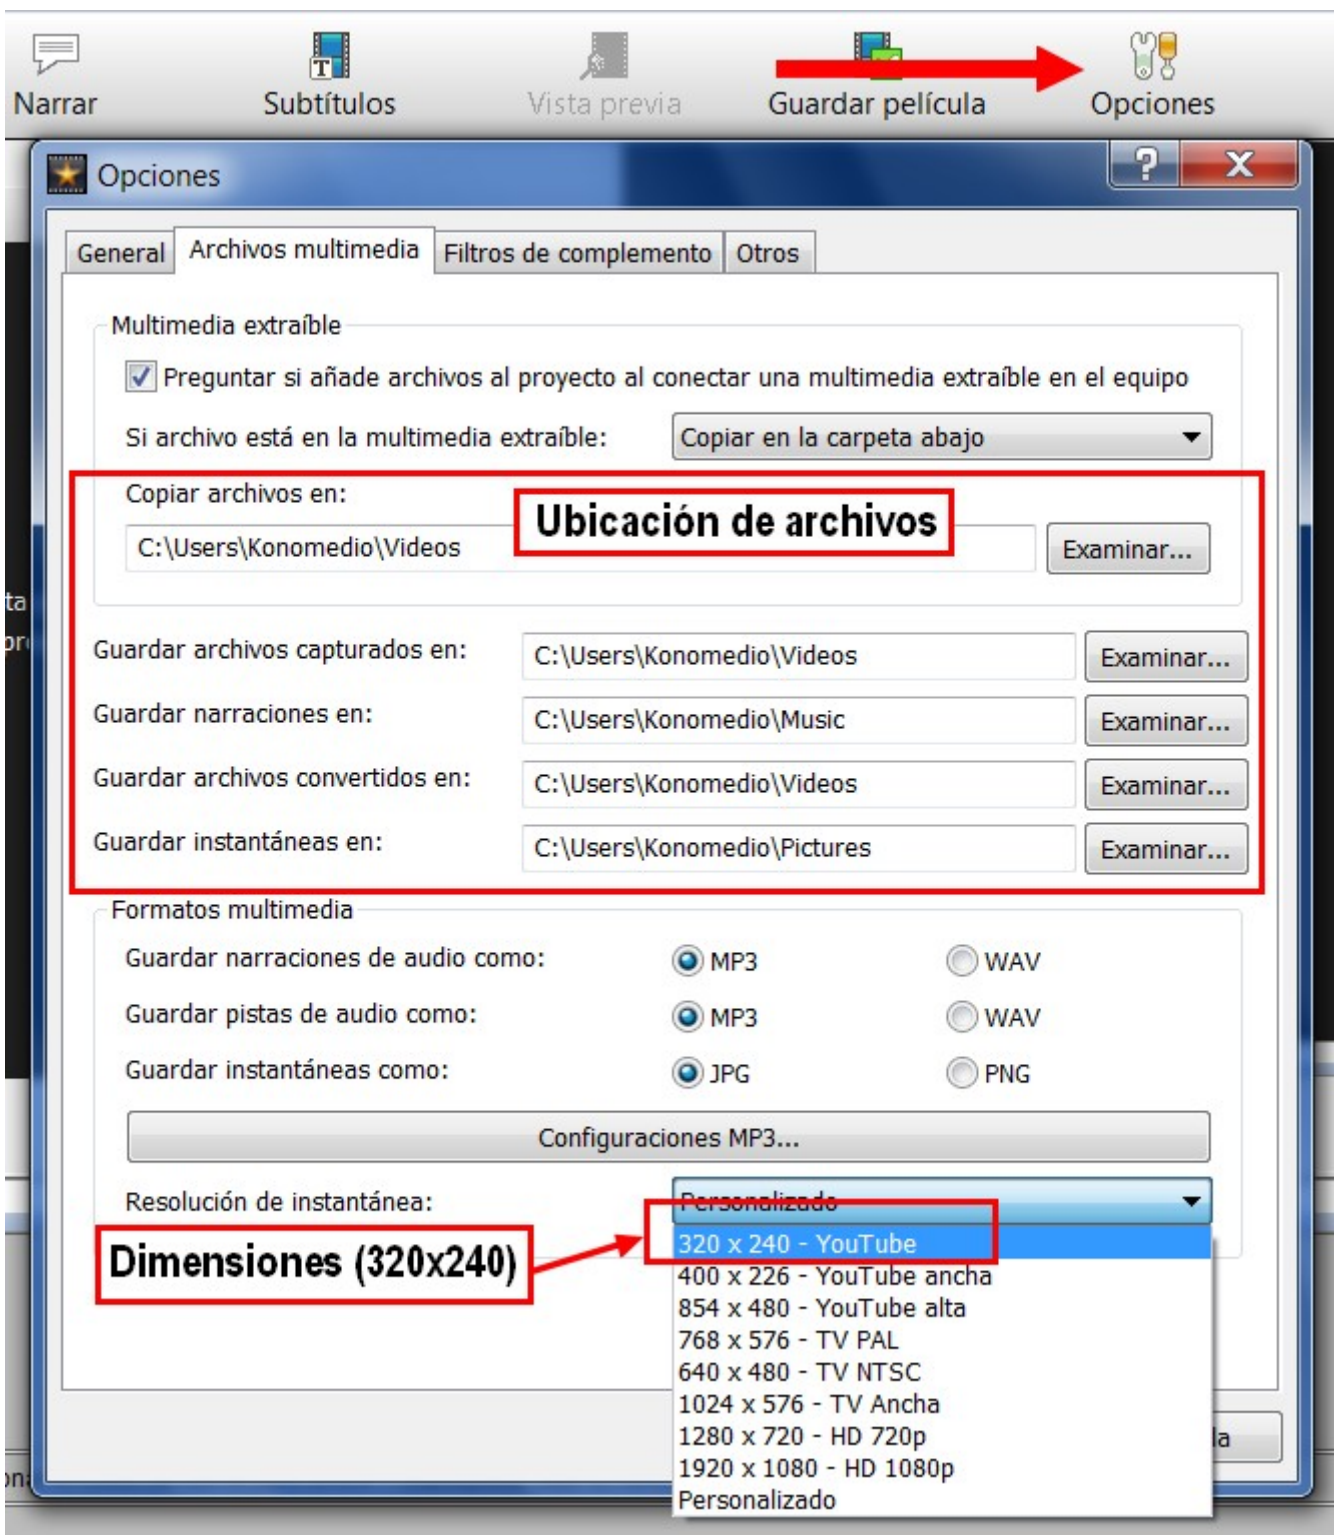 Narrar
Subtítulos
Vista previa
Guardar película
Opciones
Opciones
General
Archivos multimedia
Filtros de complemento
Otros
Multimedia extraíble
Preguntar si añade archivos al proyecto al conectar una multimedia extraíble en el equipo
Si archivo está en la multimedia extraíble:
Copiar en la carpeta abajo
Copiar archivos en:
Ubicación de archivos
C:\Users\Konomedio\Videos
Examinar...
Guardar archivos capturados en:
C:\Users\Konomedio\Videos
Examinar...
Guardar narraciones en:
C:\Users\Konomedio\Music
Examinar...
Guardar archivos convertidos en:
C:\Users\Konomedio\Videos
Examinar...
Guardar instantáneas en:
C:\Users\Konomedio\Pictures
Examinar...
Formatos multimedia
Guardar narraciones de audio como:
MP3
WAV
Guardar pistas de audio como:
MP3
WAV
Guardar instantáneas como:
JPG
PNG
Configuraciones MP3...
Resolución de instantánea:
Personalizado
Dimensiones (320x240)
320 x 240 - YouTube
400 x 226 - YouTube ancha
854 x 480 - YouTube alta
768 x 576 - TV PAL
640 x 480 - TV NTSC
1024 x 576 - TV Ancha
1280 x 720 - HD 720p
1920 x 1080 - HD 1080p
Personalizado